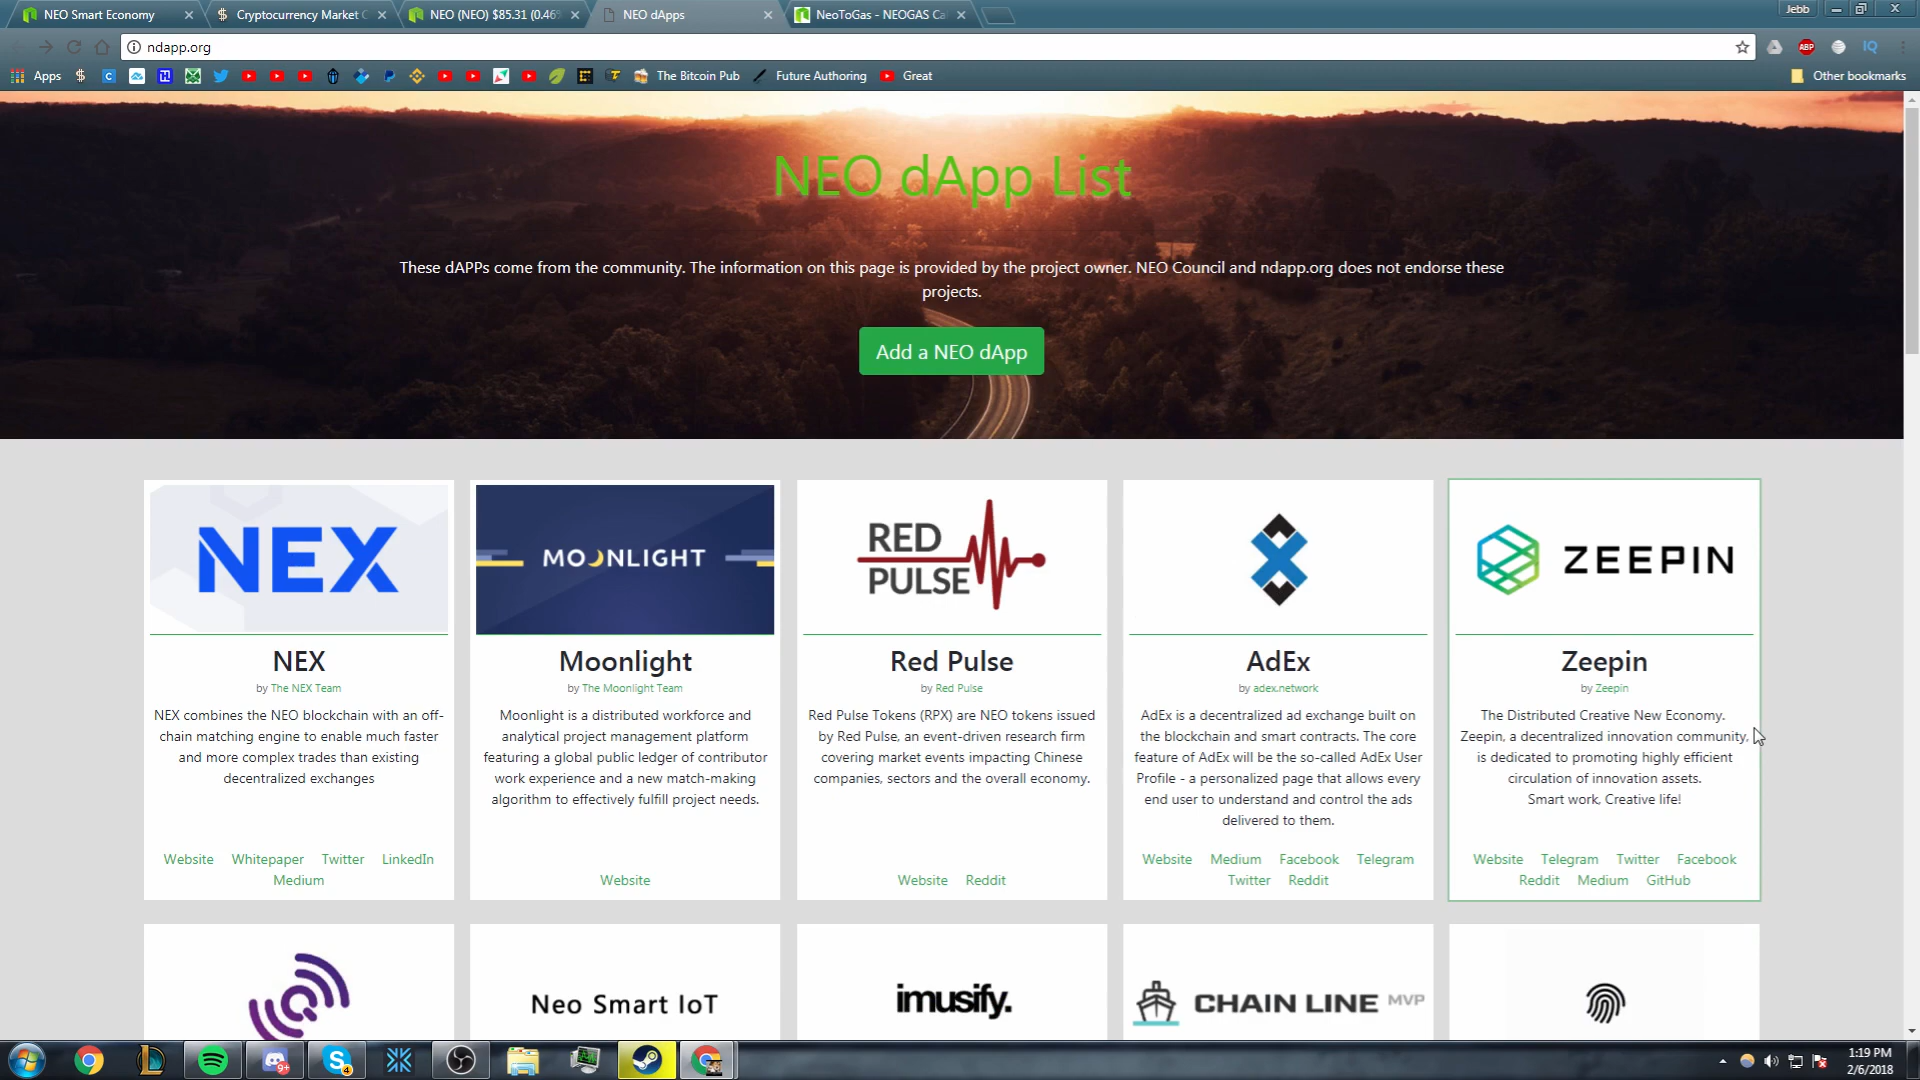 NEO Smart Economy
Cryptocurrency Market C
NEO (NEO) $85.31 (0.46%
NEO dApps
NeoToGas - NEOGAS Ca
Jebb
ndapp.org
ABP
IQ
Apps
The Bitcoin Pub
Future Authoring
Great
Other bookmarks
NEO dApp List
These dAPPs come from the community. The information on this page is provided by the project owner. NEO Council and ndapp.org does not endorse these
projects.
Add a NEO dApp
NEX
NEX
by The NEX Team
NEX combines the NEO blockchain with an off-
chain matching engine to enable much faster
and more complex trades than existing
decentralized exchanges
Website Whitepaper Twitter LinkedIn
Medium
MOONLIGHT
Moonlight
by The Moonlight Team
Moonlight is a distributed workforce and
analytical project management platform
featuring a global public ledger of contributor
work experience and a new match-making
algorithm to effectively fulfill project needs.
Website
RED
PULSE
Red Pulse
by Red Pulse
Red Pulse Tokens (RPX) are NEO tokens issued
by Red Pulse, an event-driven research firm
covering market events impacting Chinese
companies, sectors and the overall economy.
Website Reddit
AdEx
by adex.network
AdEx is a decentralized ad exchange built on
the blockchain and smart contracts. The core
feature of AdEx will be the so-called AdEx User
Profile - a personalized page that allows every
end user to understand and control the ads
delivered to them.
Website Medium Facebook Telegram
Twitter Reddit
ZEEPIN
Zeepin
by Zeepin
The Distributed Creative New Economy.
Zeepin, a decentralized innovation community,
is dedicated to promoting highly efficient
circulation of innovation assets.
Smart work, Creative life!
Website Telegram Twitter Facebook
Reddit Medium GitHub
Neo Smart IoT
imusify.
CHAIN LINE MVP
9+
4
1:19 PM
2/6/2018